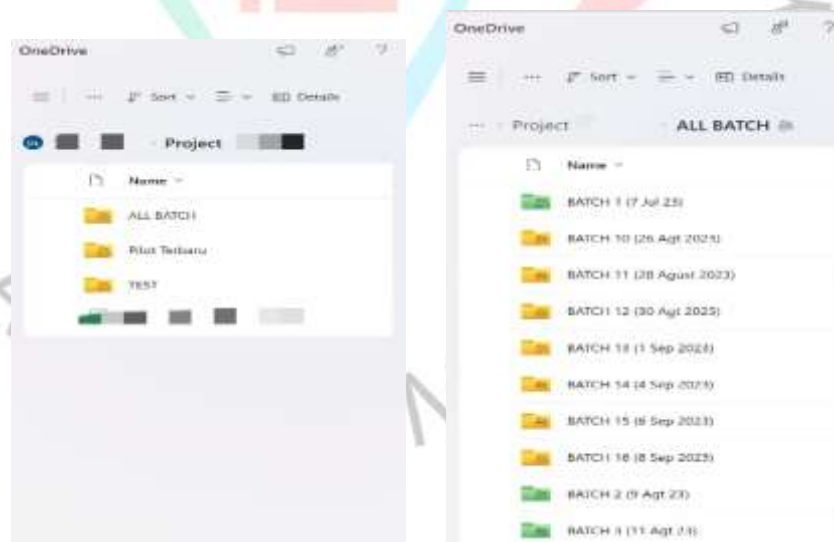 OneDrive
Sort
Details
Project
Name
ALL BATCH
Pilot Terbaru
TEST
OneDrive
Sort
Details
Project ALL BATCH
Name
BATCH 1 (7 Jul 23)
BATCH 10 (26 Agt 2023)
BATCH 11 (28 Agust 2023)
BATCH 12 (30 Agt 2023)
BATCH 13 (1 Sep 2023)
BATCH 14 (4 Sep 2023)
BATCH 15 (6 Sep 2023)
BATCH 16 (8 Sep 2023)
BATCH 2 (9 Agt 23)
BATCH 3 (11 Agt 23)